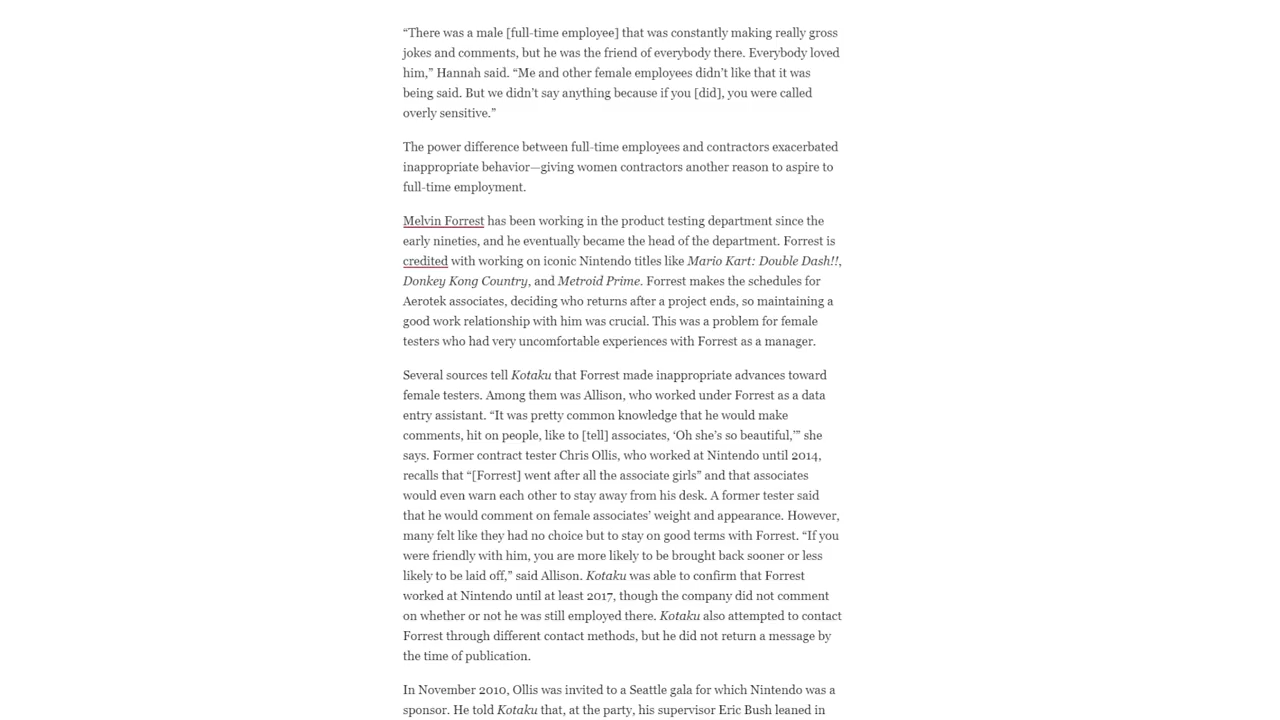 “There was a male [full-time employee] that was constantly making really gross
jokes and comments, but he was the friend of everybody there. Everybody loved
him,” Hannah said. “Me and other female employees didn’t like that it was
being said. But we didn’t say anything because if you [did], you were called
overly sensitive.”
The power difference between full-time employees and contractors exacerbated
inappropriate behavior—giving women contractors another reason to aspire to
full-time employment.
Melvin Forrest has been working in the product testing department since the
early nineties, and he eventually became the head of the department. Forrest is
credited with working on iconic Nintendo titles like Mario Kart: Double Dash!!,
Donkey Kong Country, and Metroid Prime. Forrest makes the schedules for
Aerotek associates, deciding who returns after a project ends, so maintaining a
good work relationship with him was crucial. This was a problem for female
testers who had very uncomfortable experiences with Forrest as a manager.
Several sources tell Kotaku that Forrest made inappropriate advances toward
female testers. Among them was Allison, who worked under Forrest as a data
entry assistant. “It was pretty common knowledge that he would make
comments, hit on people, like to [tell] associates, ‘Oh she’s so beautiful,’” she
says. Former contract tester Chris Ollis, who worked at Nintendo until 2014,
recalls that “[Forrest] went after all the associate girls” and that associates
would even warn each other to stay away from his desk. A former tester said
that he would comment on female associates’ weight and appearance. However,
many felt like they had no choice but to stay on good terms with Forrest. “If you
were friendly with him, you are more likely to be brought back sooner or less
likely to be laid off,” said Allison. Kotaku was able to confirm that Forrest
worked at Nintendo until at least 2017, though the company did not comment
on whether or not he was still employed there. Kotaku also attempted to contact
Forrest through different contact methods, but he did not return a message by
the time of publication.
In November 2010, Ollis was invited to a Seattle gala for which Nintendo was a
sponsor. He told Kotaku that, at the party, his supervisor Eric Bush leaned in